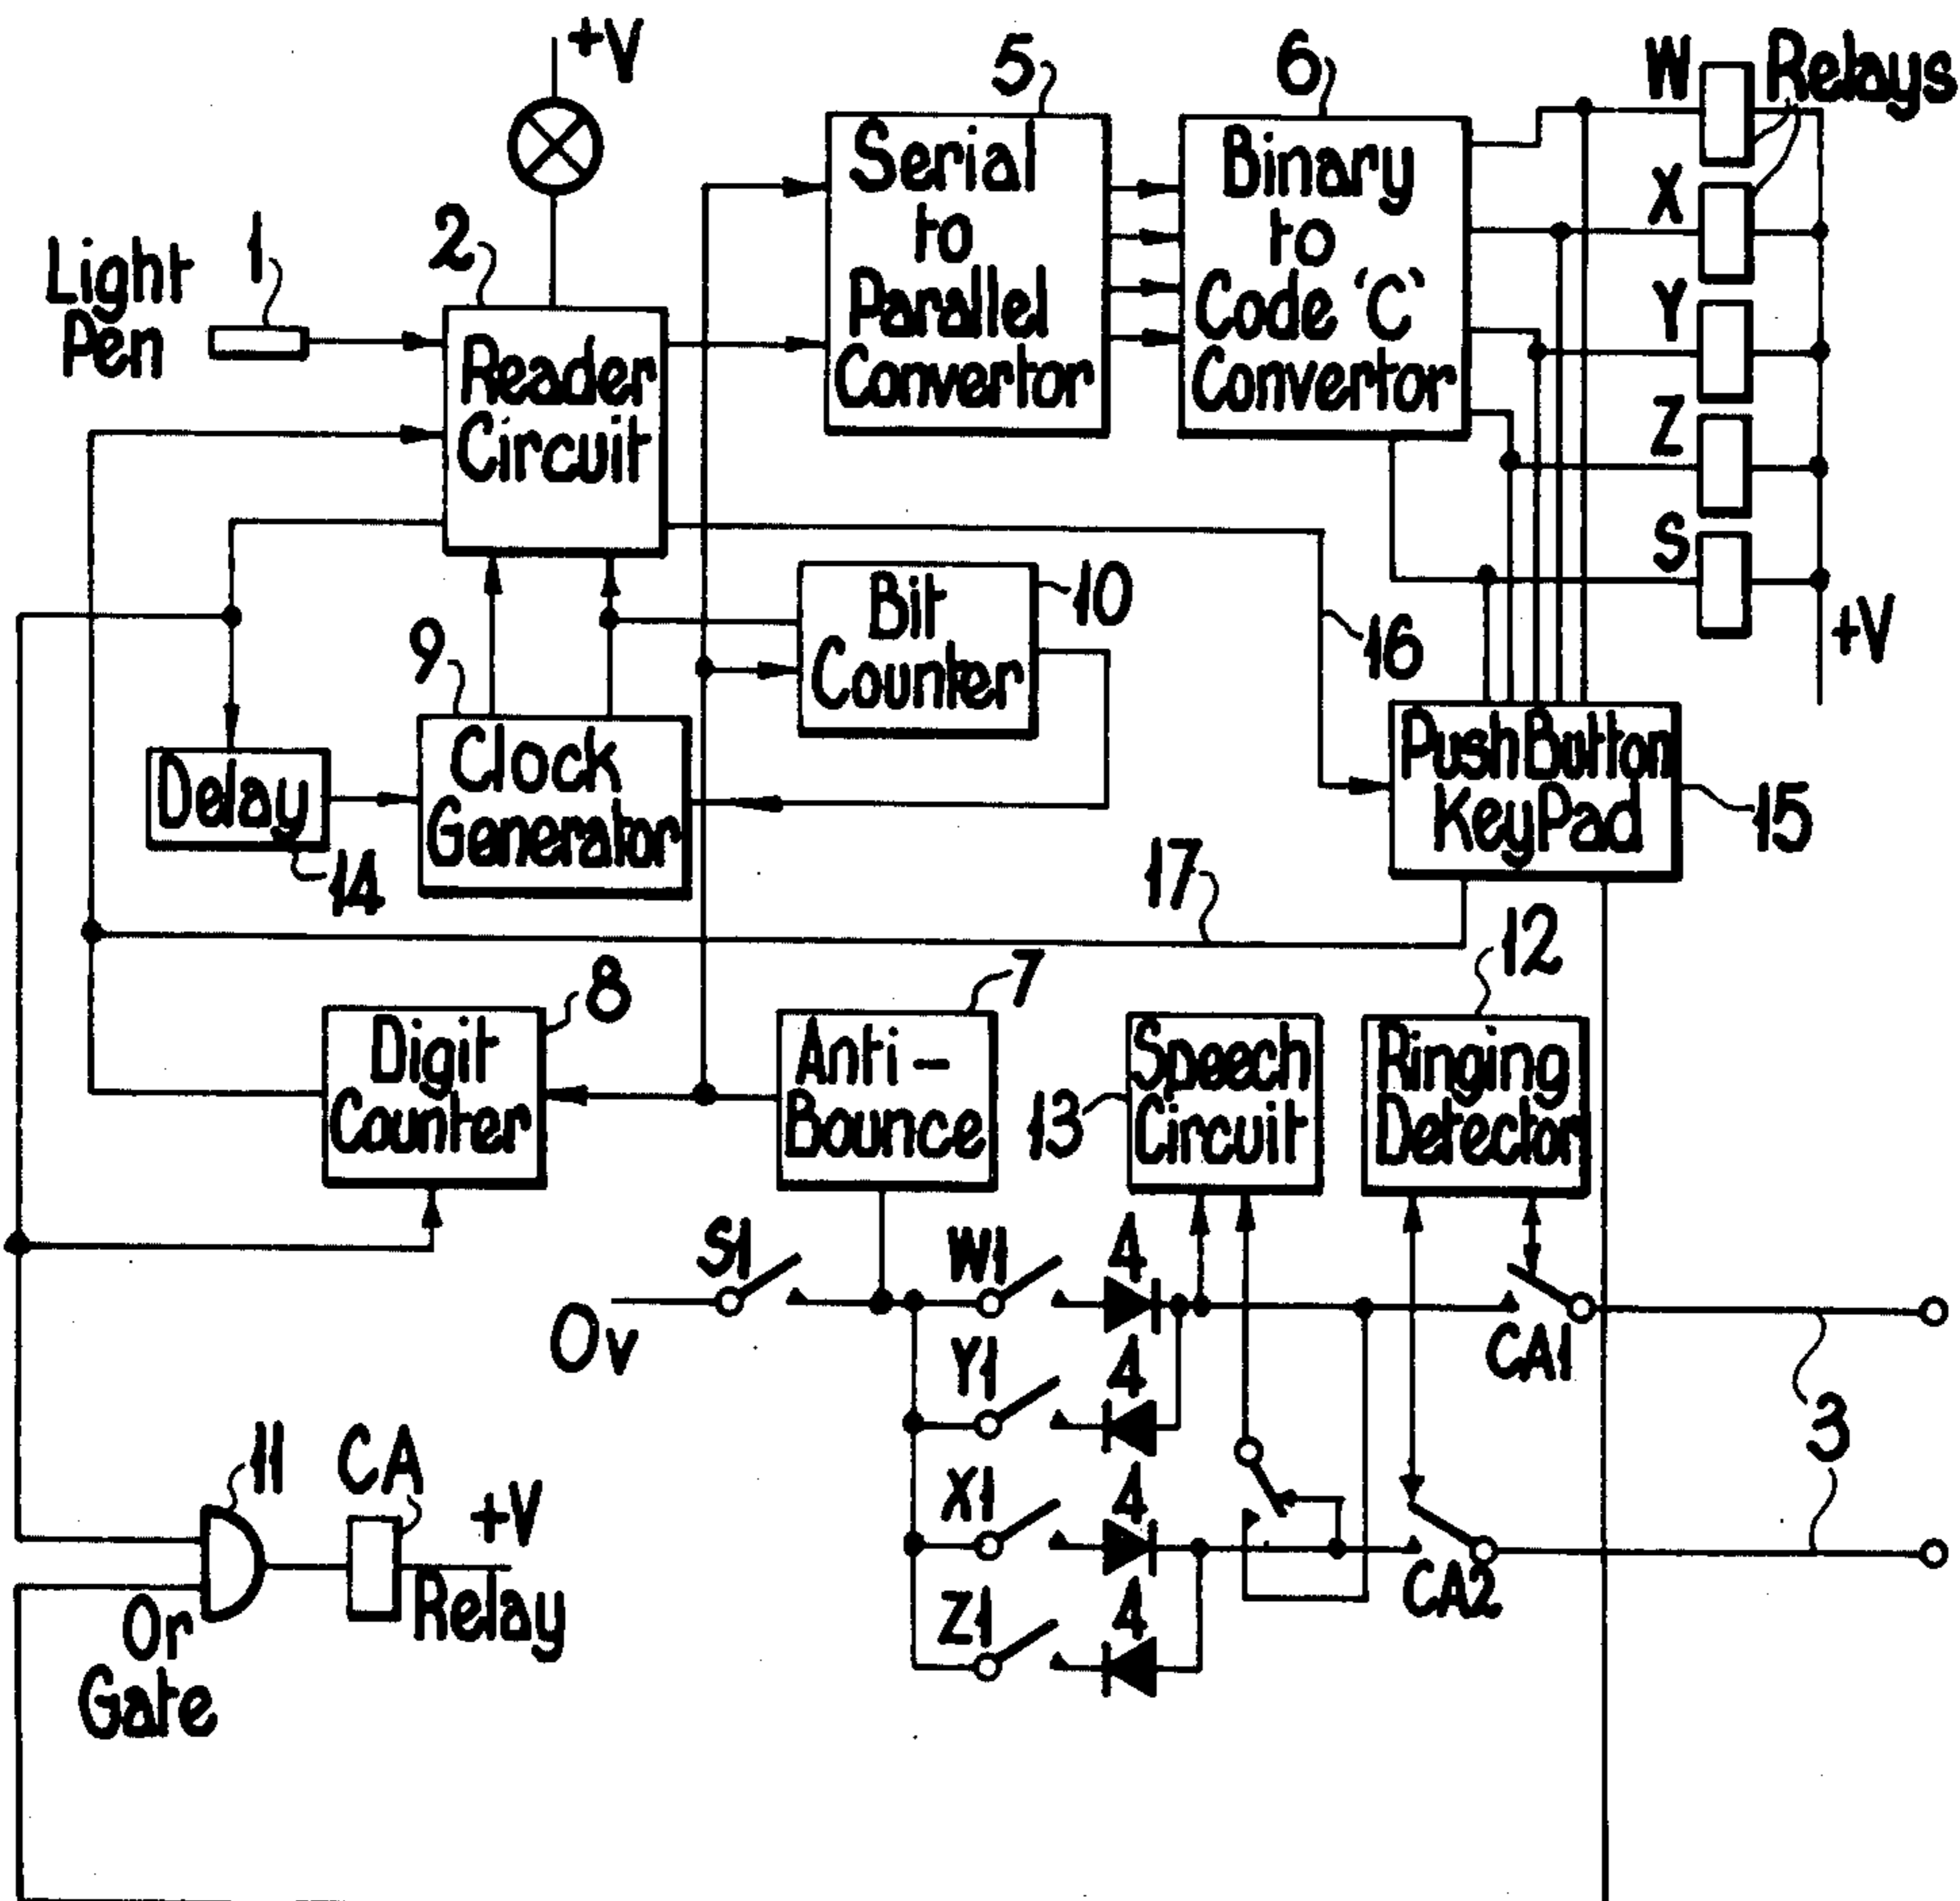 +V
5
6
W Relays
Serial
to
Parallel
Convertor
Binary
to
Code 'C'
Convertor
X
Y
Z
S
+V
Light
Pen
1
2
Reader
Circuit
Bit
Counter
10
16
9
Clock
Generator
Delay
14
Push Button
KeyPad
15
17
12
8
Digit
Counter
7
Anti-
Bounce
13
Speech
Circuit
Ringing
Detector
S1
Ov
W1
4
Y1
4
X1
4
Z1
4
CA1
3
CA2
11
CA
+V
Relay
Or
Gate